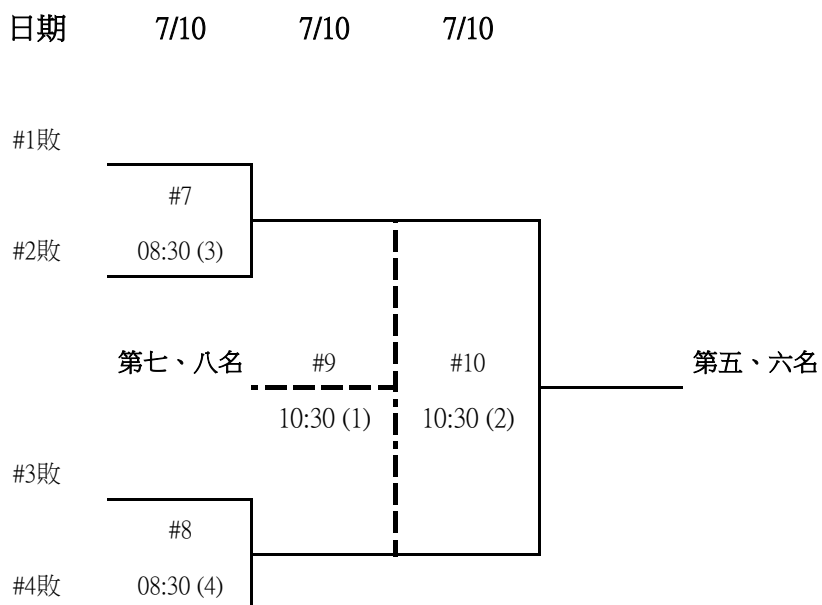 日期 7/10 7/10 7/10
#1敗
#7
#2敗 08:30 (3)
第七、八名 #9 #10 第五、六名
10:30 (1) 10:30 (2)
#3敗
#8
#4敗 08:30 (4)